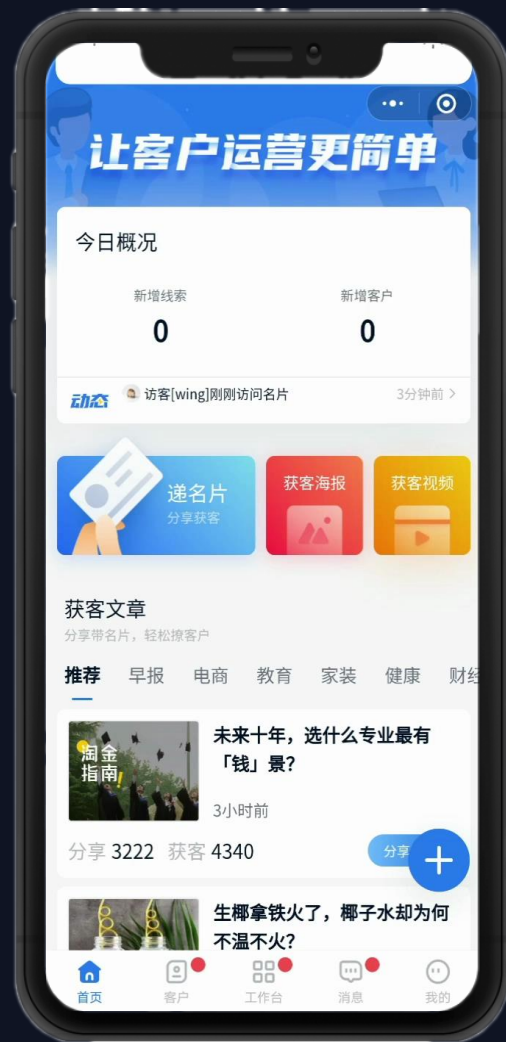 让客户运营更简单
今日概况
新增线索
新增客户
0
0
动态
访客[wing]刚刚访问名片
3分钟前
递名片
分享获客
获客海报
获客视频
获客文章
分享带名片，轻松撩客户
推荐 早报 电商 教育 家装 健康 财经
淘金
指南!
未来十年，选什么专业最有
「钱」景？
3小时前
分享 3222 获客 4340
分享
生椰拿铁火了，椰子水却为何
不温不火？
首页 客户 工作台 消息 我的